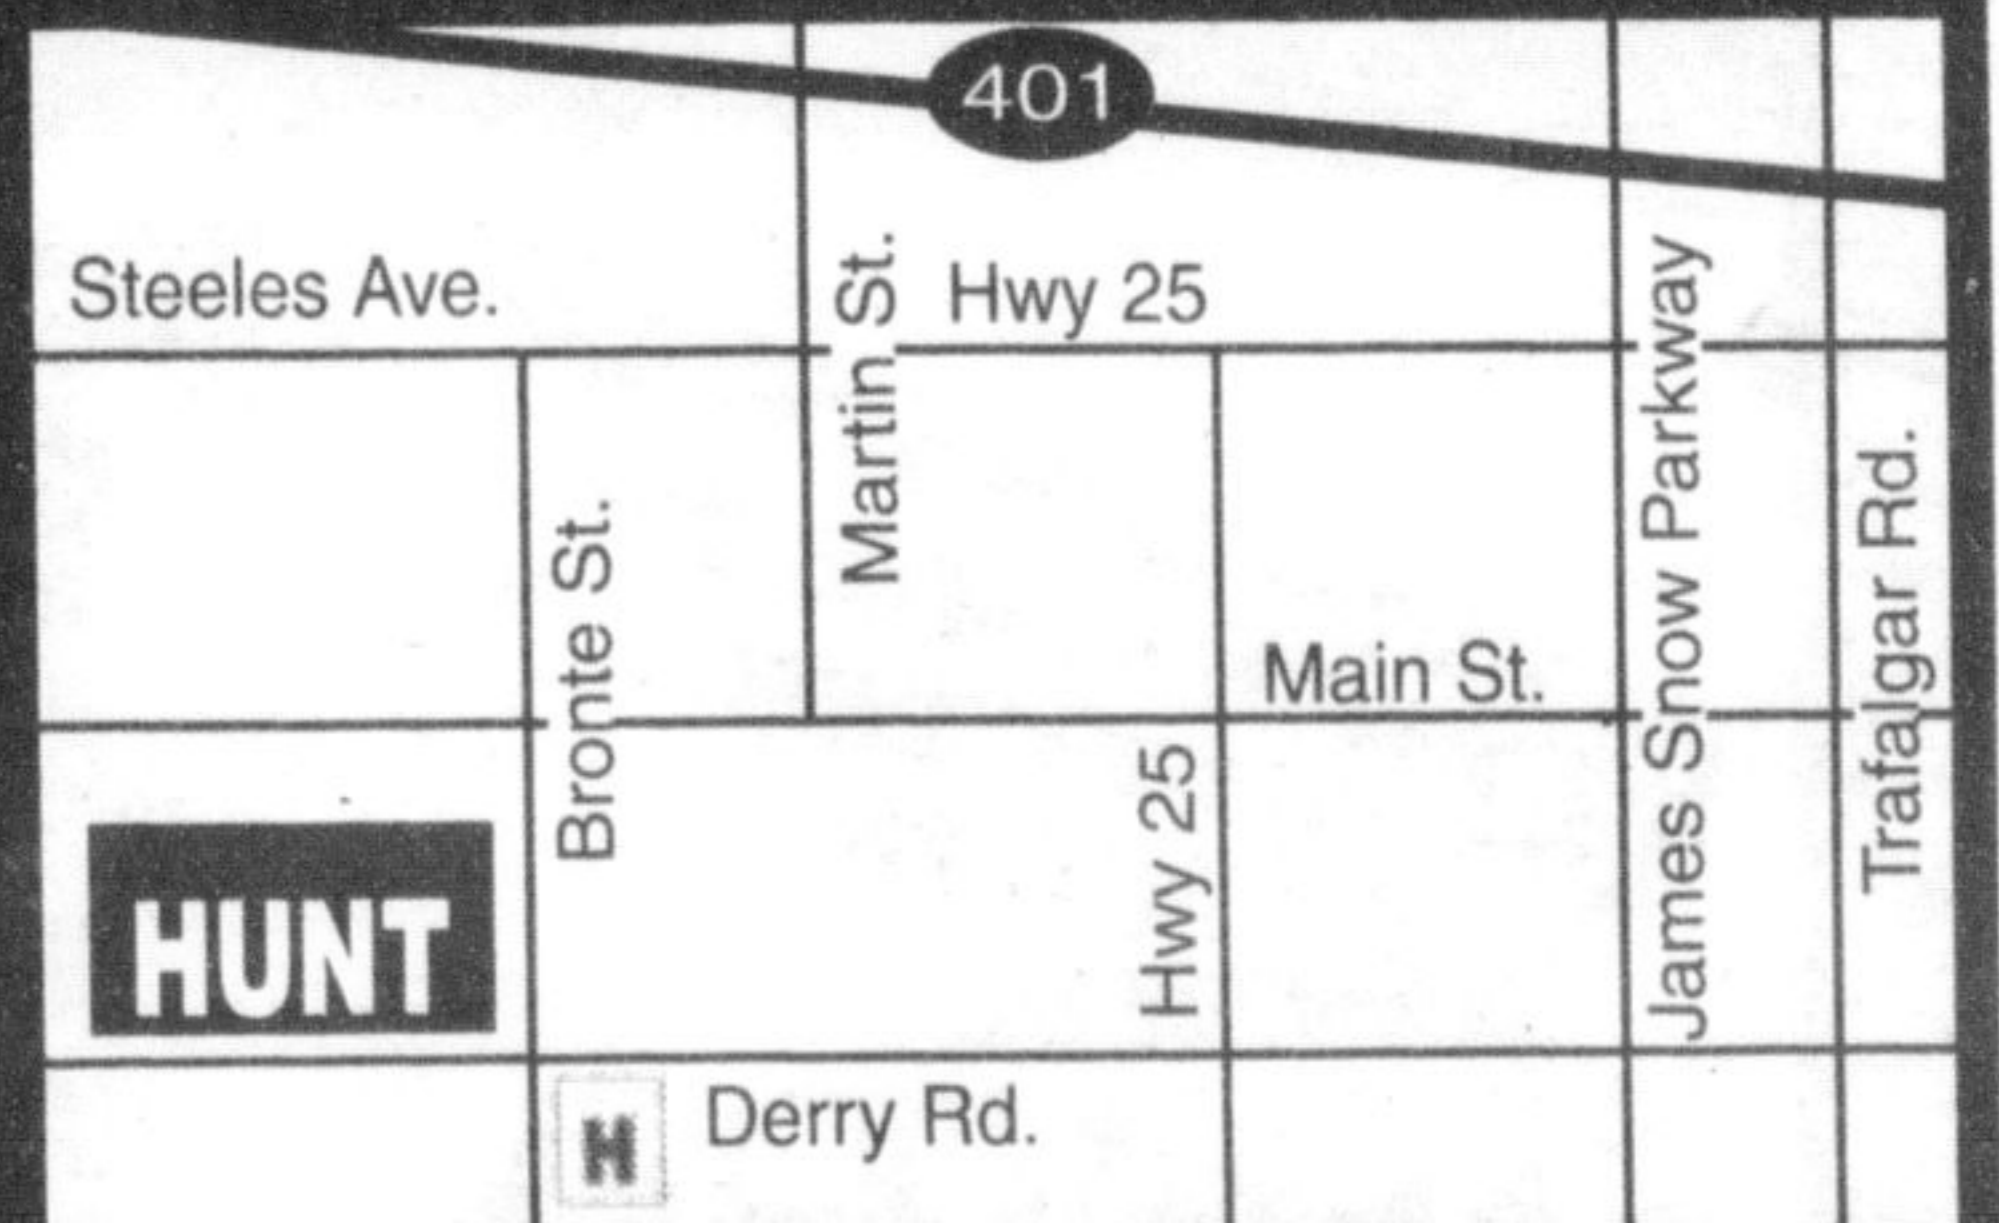 401
Steeles Ave.
Martin St.
Hwy 25
James Snow Parkway
Trafalgar Rd.
Bronte St.
Main St.
Hwy 25
HUNT
H
Derry Rd.